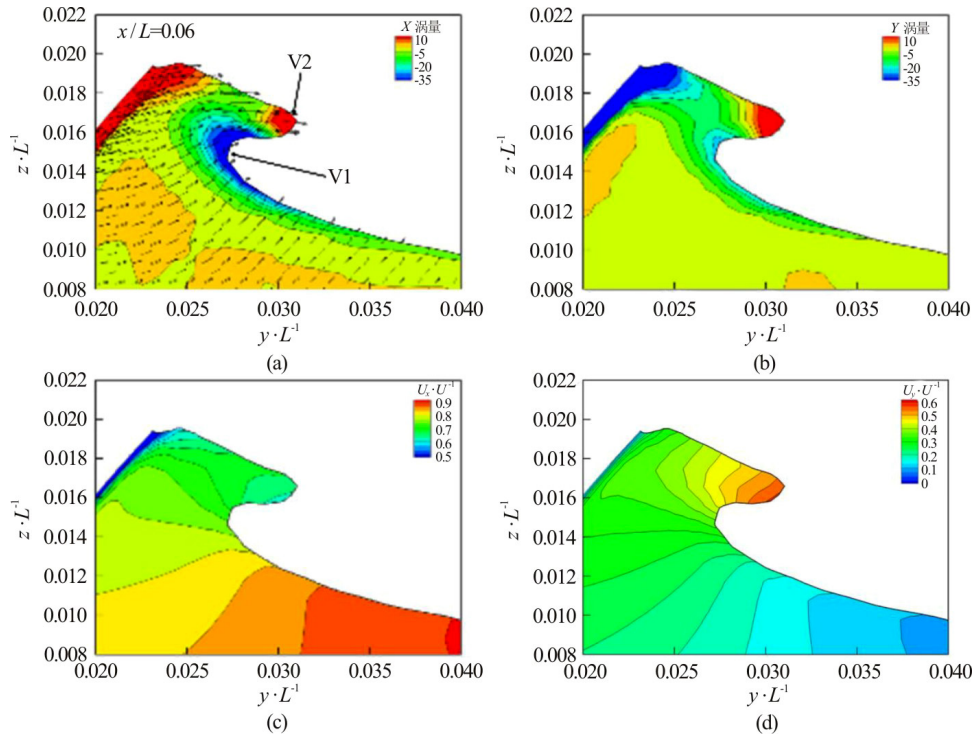 x/L=0.06
X 涡量
10
-5
-20
-35
V2
V1
0.022
0.020
0.018
0.016
0.014
0.012
0.010
0.008
z·L⁻¹
0.020 0.025 0.030 0.035 0.040
y·L⁻¹
(a)
Y 涡量
10
-5
-20
-35
0.022
0.020
0.018
0.016
0.014
0.012
0.010
0.008
z·L⁻¹
0.020 0.025 0.030 0.035 0.040
y·L⁻¹
(b)
Uₓ·U⁻¹
0.9
0.8
0.7
0.6
0.5
0.022
0.020
0.018
0.016
0.014
0.012
0.010
0.008
z·L⁻¹
0.020 0.025 0.030 0.035 0.040
y·L⁻¹
(c)
U_y·U⁻¹
0.6
0.5
0.4
0.3
0.2
0.1
0
0.022
0.020
0.018
0.016
0.014
0.012
0.010
0.008
z·L⁻¹
0.020 0.025 0.030 0.035 0.040
y·L⁻¹
(d)